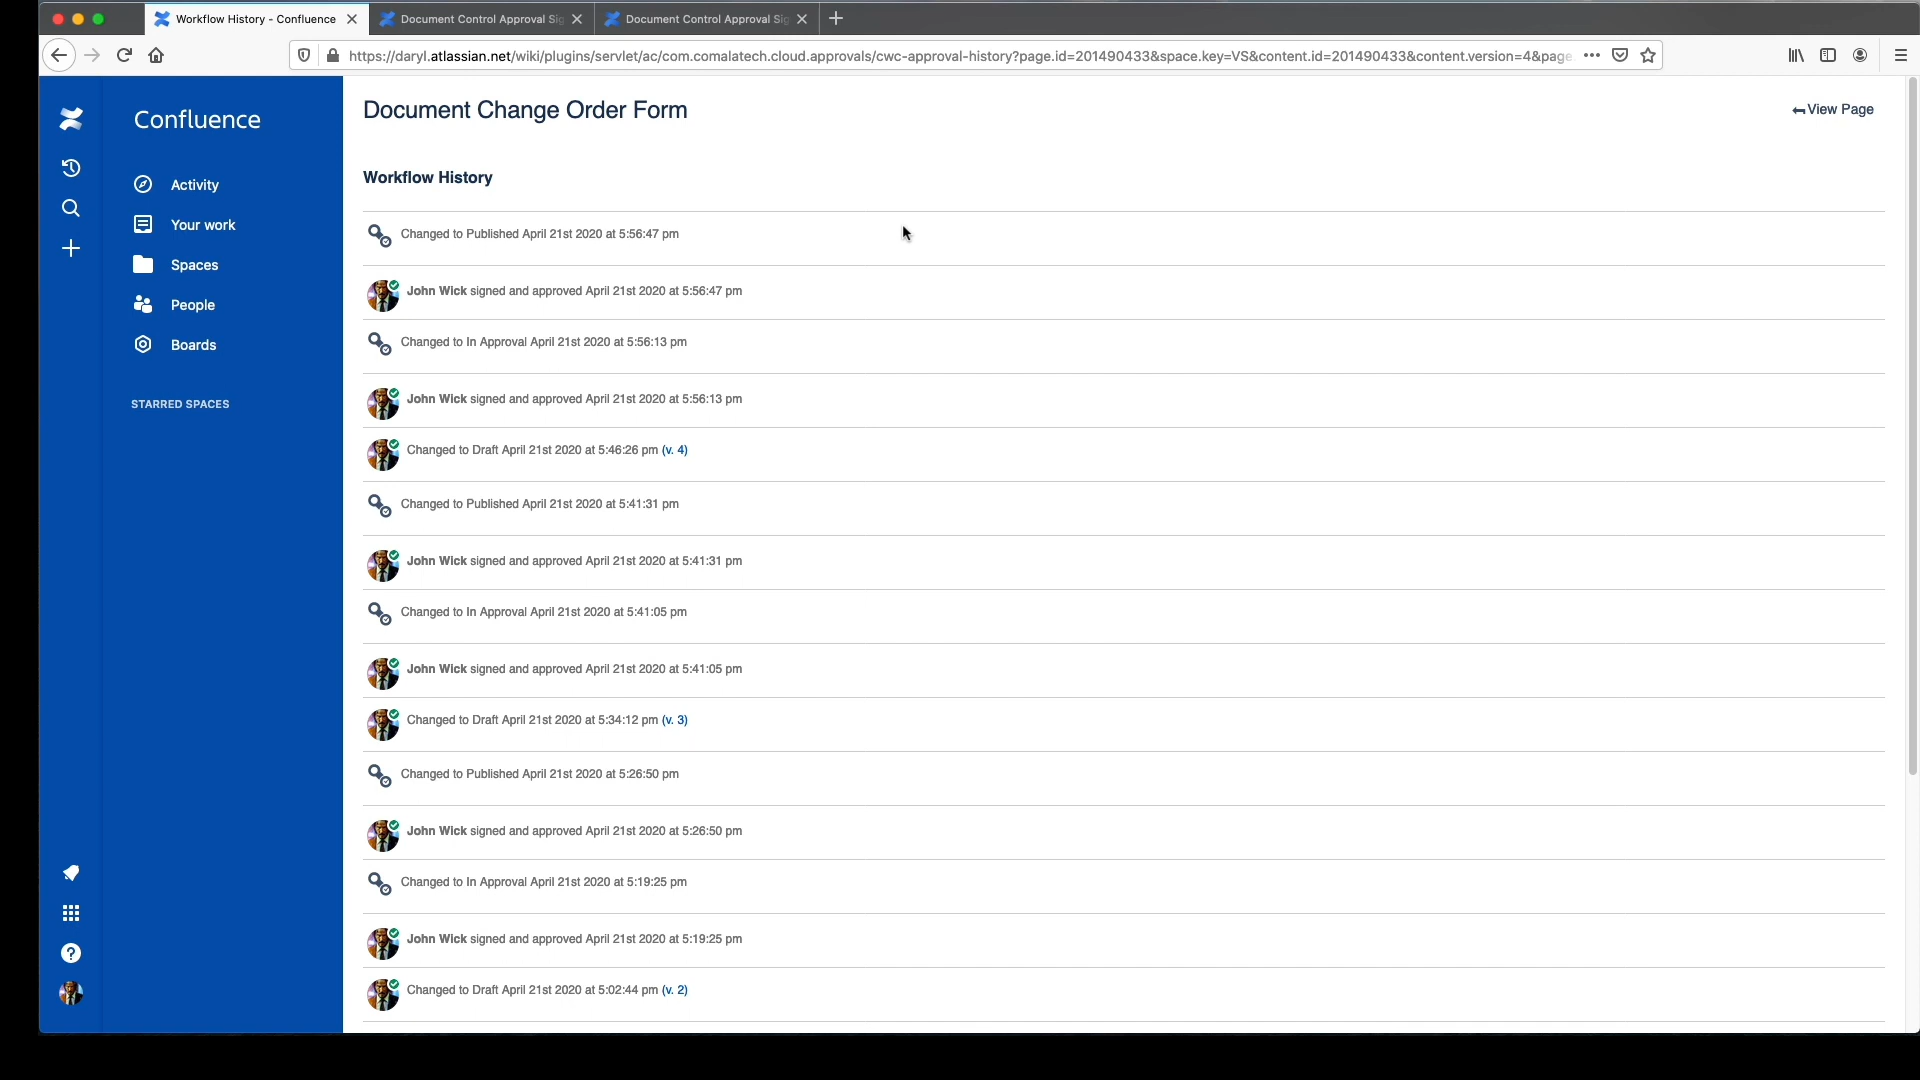 Workflow History - Confluence
Document Control Approval Sig
Document Control Approval Sig
https://daryl.atlassian.net/wiki/plugins/servlet/ac/com.comalatech.cloud.approvals/cwc-approval-history?page.id=201490433&space.key=VS&content.id=201490433&content.version=4&page
Confluence
Activity
Your work
Spaces
People
Boards
STARRED SPACES
Document Change Order Form
View Page
Workflow History
Changed to Published April 21st 2020 at 5:56:47 pm
John Wick signed and approved April 21st 2020 at 5:56:47 pm
Changed to In Approval April 21st 2020 at 5:56:13 pm
John Wick signed and approved April 21st 2020 at 5:56:13 pm
Changed to Draft April 21st 2020 at 5:46:26 pm (v. 4)
Changed to Published April 21st 2020 at 5:41:31 pm
John Wick signed and approved April 21st 2020 at 5:41:31 pm
Changed to In Approval April 21st 2020 at 5:41:05 pm
John Wick signed and approved April 21st 2020 at 5:41:05 pm
Changed to Draft April 21st 2020 at 5:34:12 pm (v. 3)
Changed to Published April 21st 2020 at 5:26:50 pm
John Wick signed and approved April 21st 2020 at 5:26:50 pm
Changed to In Approval April 21st 2020 at 5:19:25 pm
John Wick signed and approved April 21st 2020 at 5:19:25 pm
Changed to Draft April 21st 2020 at 5:02:44 pm (v. 2)